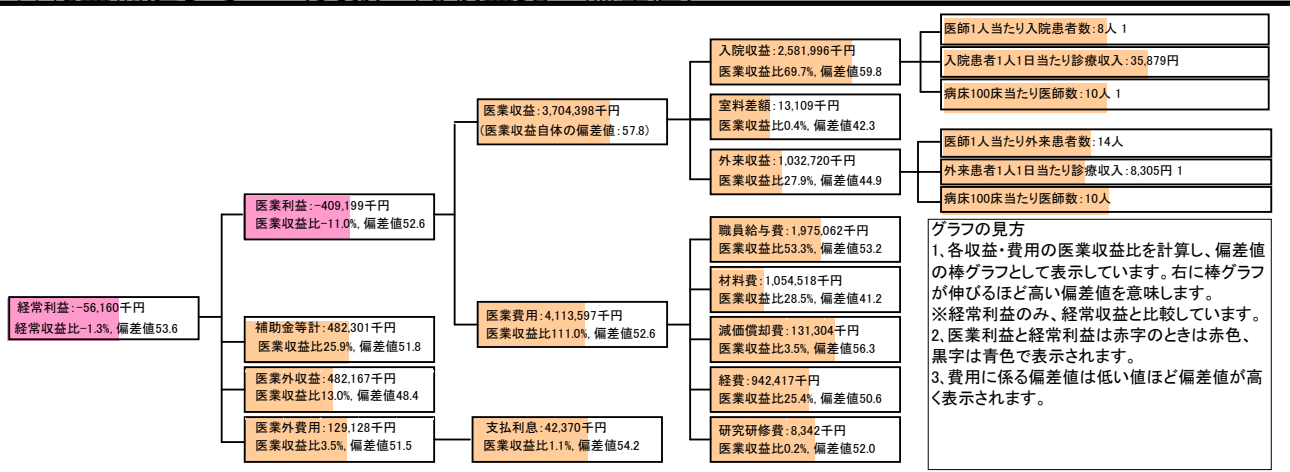 経常利益:-56,160千円
経常収益比-1.3%, 偏差値53.6
医業利益:-409,199千円
医業収益比-11.0%, 偏差値52.6
補助金等計:482,301千円
医業収益比25.9%, 偏差値51.8
医業外収益:482,167千円
医業収益比13.0%, 偏差値48.4
医業外費用:129,128千円
医業収益比3.5%, 偏差値51.5
支払利息:42,370千円
医業収益比1.1%, 偏差値54.2
医業収益:3,704,398千円
(医業収益自体の偏差値:57.8)
医業費用:4,113,597千円
医業収益比111.0%, 偏差値52.6
入院収益:2,581,996千円
医業収益比69.7%, 偏差値59.8
室料差額:13,109千円
医業収益比0.4%, 偏差値42.3
外来収益:1,032,720千円
医業収益比27.9%, 偏差値44.9
職員給与費:1,975,062千円
医業収益比53.3%, 偏差値53.2
材料費:1,054,518千円
医業収益比28.5%, 偏差値41.2
減価償却費:131,304千円
医業収益比3.5%, 偏差値56.3
経費:942,417千円
医業収益比25.4%, 偏差値50.6
研究研修費:8,342千円
医業収益比0.2%, 偏差値52.0
医師1人当たり入院患者数:8人 1
入院患者1人1日当たり診療収入:35,879円
病床100床当たり医師数:10人 1
医師1人当たり外来患者数:14人
外来患者1人1日当たり診療収入:8,305円 1
病床100床当たり医師数:10人
グラフの見方
1、各収益・費用の医業収益比を計算し、偏差値
の棒グラフとして表示しています。右に棒グラフ
が伸びるほど高い偏差値を意味します。
※経常利益のみ、経常収益と比較しています。
2、医業利益と経常利益は赤字のときは赤色、
黒字は青色で表示されます。
3、費用に係る偏差値は低い値ほど偏差値が高
く表示されます。